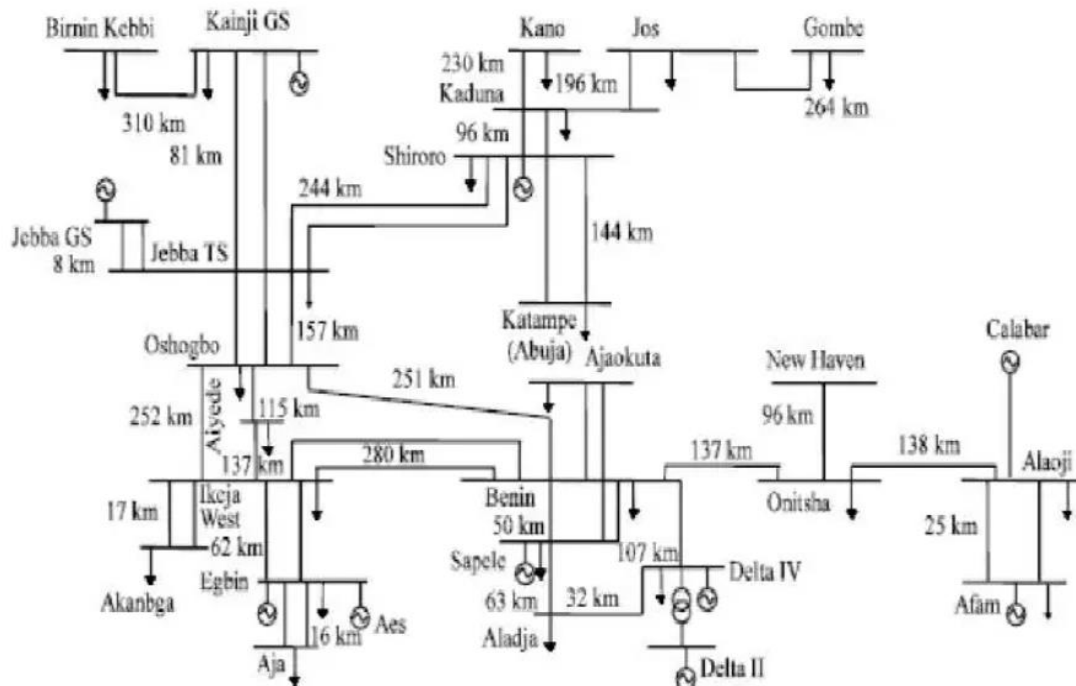 Birnin Kebbi
Kainji GS
Kano
Jos
Gombe
230 km
196 km
Kaduna
264 km
310 km
81 km
96 km
Shiroro
244 km
144 km
Jebba GS
8 km
Jebba TS
157 km
Katampe
(Abuja)
Ajaokuta
Calabar
Oshogbo
New Haven
251 km
252 km
Aiyede
115 km
96 km
137 km
280 km
137 km
138 km
Alaoji
Ikeja
West
Benin
Onitsha
17 km
50 km
25 km
62 km
Sapele
107 km
Delta IV
Egbin
Akanbga
63 km
32 km
Afam
16 km
Aes
Aladja
Aja
Delta II